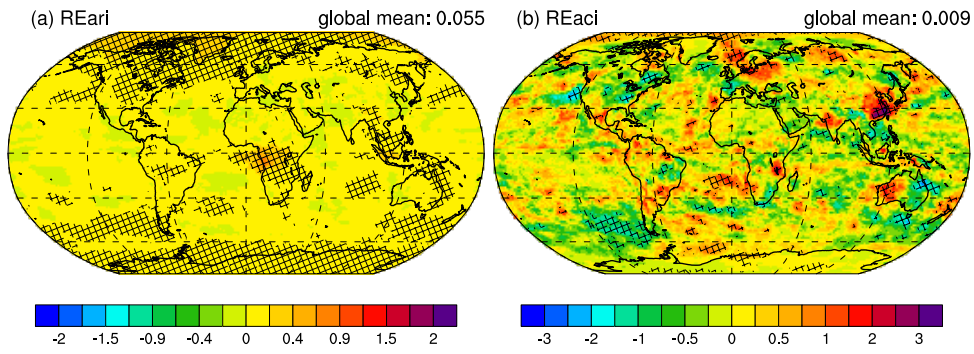 (a) REari global mean: 0.055
(b) REaci global mean: 0.009
-2 -1.5 -0.9 -0.4 0 0.4 0.9 1.5 2
-3 -2 -1 -0.5 0 0.5 1 2 3